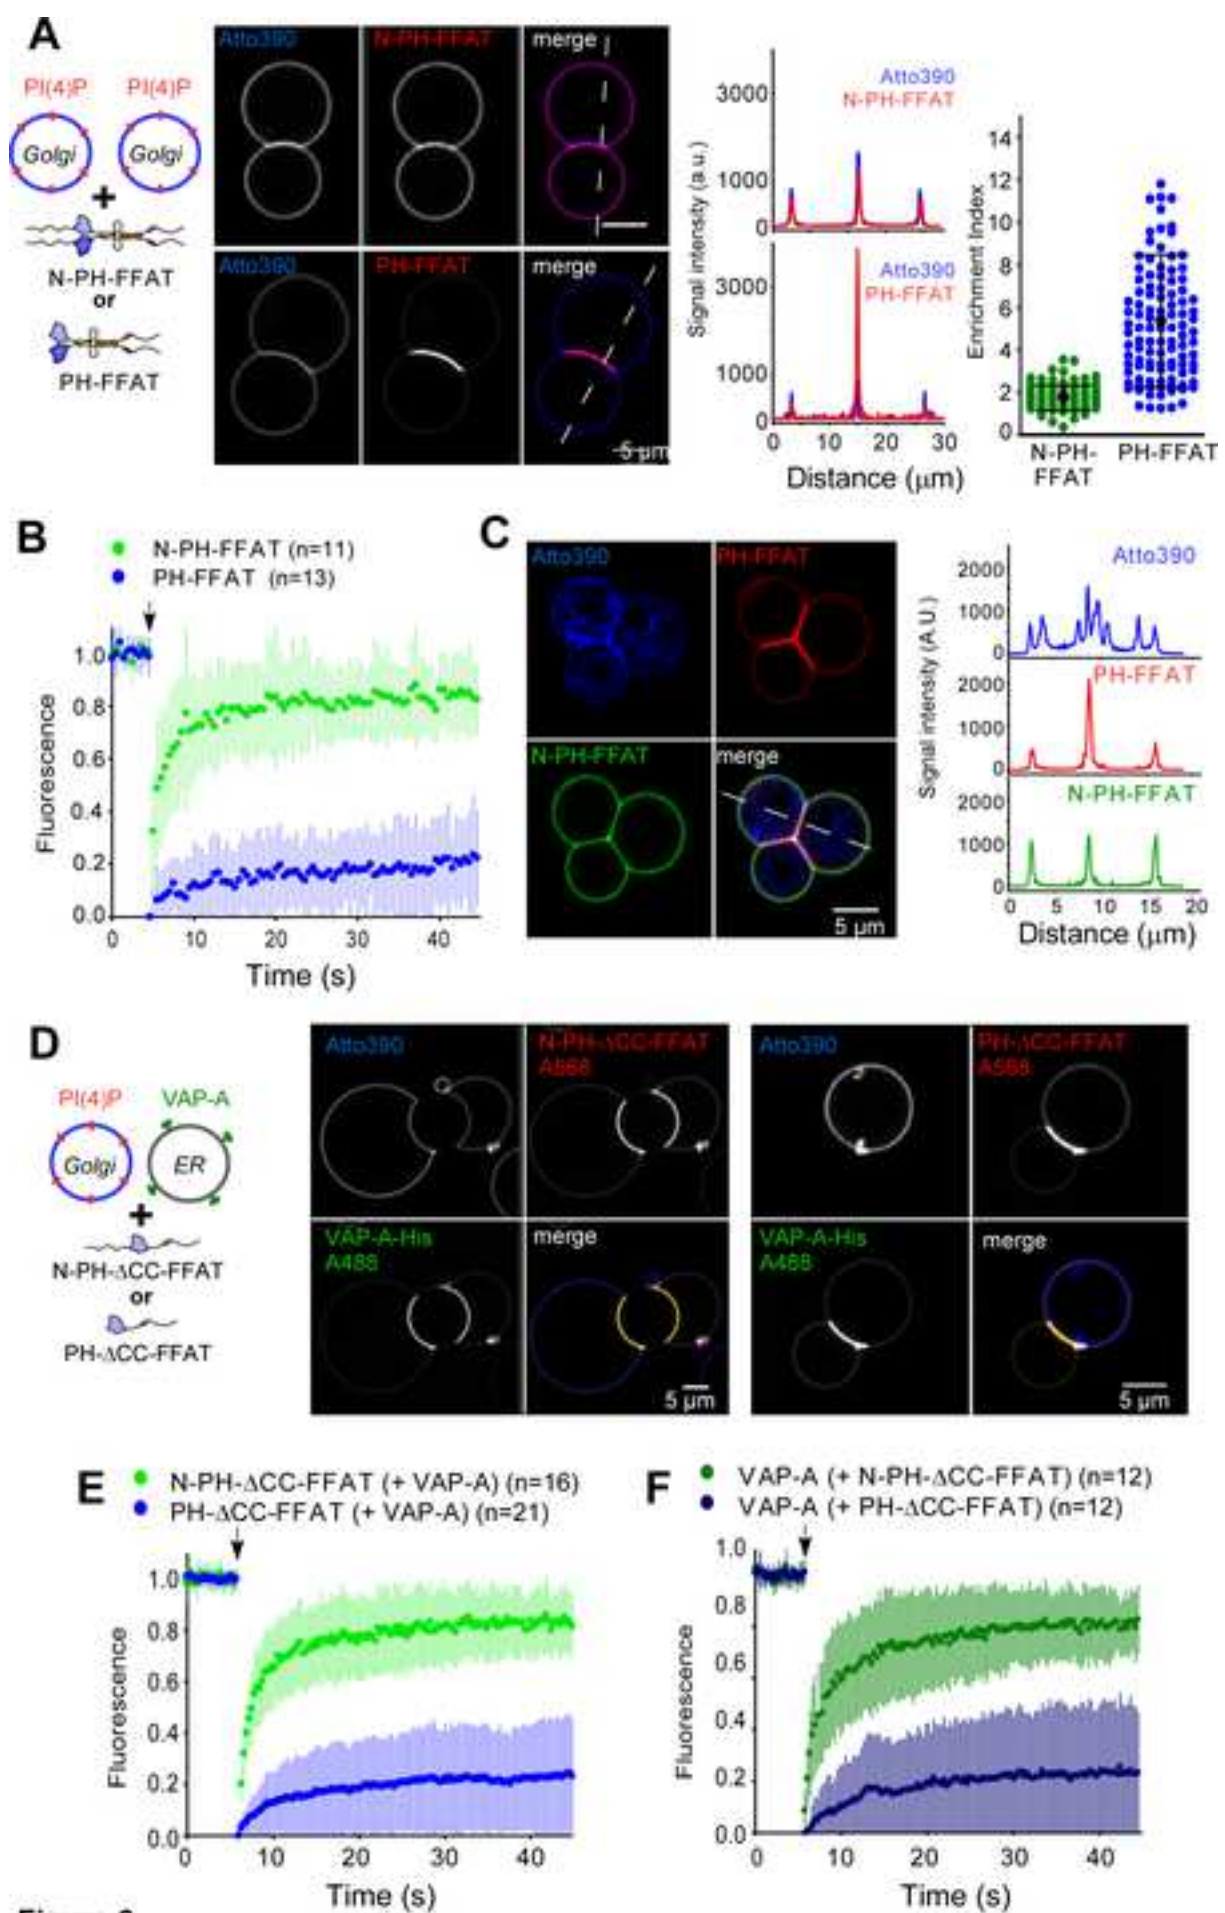 A
PI(4)P PI(4)P
Golgi Golgi
+
N-PH-FFAT
or
PH-FFAT
Atto390 N-PH-FFAT merge
Atto390 PH-FFAT merge
5 µm
Signal intensity (a.u.)
Atto390
N-PH-FFAT
3000
1000
0
Atto390
PH-FFAT
3000
1000
0
0 10 20 30
Distance (µm)
Enrichment Index
14
12
10
8
6
4
2
0
N-PH-FFAT PH-FFAT
B
N-PH-FFAT (n=11)
PH-FFAT (n=13)
Fluorescence
1.0
0.8
0.6
0.4
0.2
0.0
0 10 20 30 40
Time (s)
C
Atto390 PH-FFAT
N-PH-FFAT merge
5 µm
Signal intensity (A.U.)
Atto390
2000
1000
0
PH-FFAT
2000
1000
0
N-PH-FFAT
2000
1000
0
0 5 10 15 20
Distance (µm)
D
PI(4)P VAP-A
Golgi ER
+
N-PH-ΔCC-FFAT
or
PH-ΔCC-FFAT
Atto390 N-PH-ΔCC-FFAT
A568
VAP-A-His merge
A488
5 µm
Atto390 PH-ΔCC-FFAT
A568
VAP-A-His merge
A488
5 µm
E
N-PH-ΔCC-FFAT (+ VAP-A) (n=16)
PH-ΔCC-FFAT (+ VAP-A) (n=21)
Fluorescence
1.0
0.8
0.6
0.4
0.2
0.0
0 10 20 30 40
Time (s)
F
VAP-A (+ N-PH-ΔCC-FFAT) (n=12)
VAP-A (+ PH-ΔCC-FFAT) (n=12)
Fluorescence
1.0
0.8
0.6
0.4
0.2
0.0
0 10 20 30 40
Time (s)